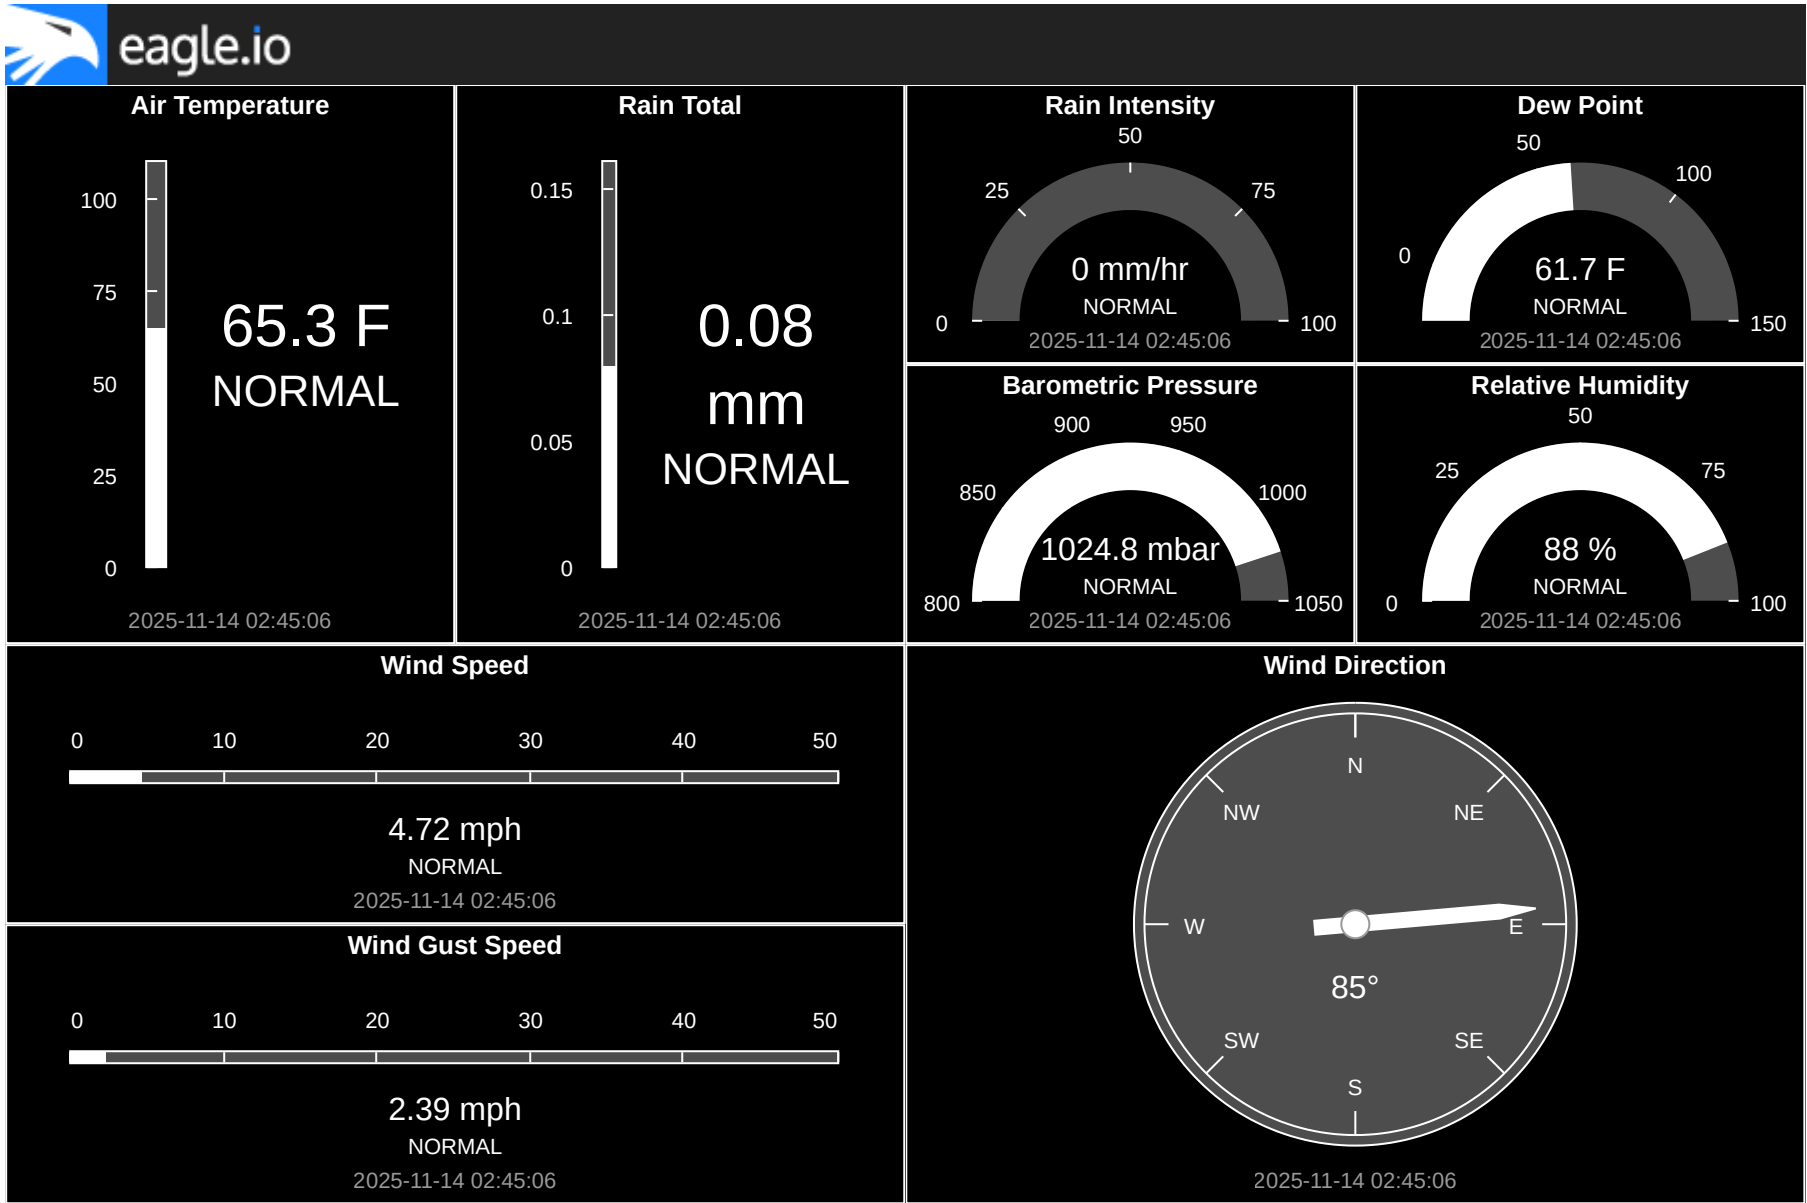 eagle.io
Air Temperature
100
75
50
25
0
65.3 F
NORMAL
2025-11-14 02:45:06
Rain Total
0.15
0.1
0.05
0
0.08
mm
NORMAL
2025-11-14 02:45:06
Rain Intensity
0
25
50
75
100
0 mm/hr
NORMAL
2025-11-14 02:45:06
Dew Point
0
50
100
150
61.7 F
NORMAL
2025-11-14 02:45:06
Barometric Pressure
800
850
900
950
1000
1050
1024.8 mbar
NORMAL
2025-11-14 02:45:06
Relative Humidity
0
25
50
75
100
88 %
NORMAL
2025-11-14 02:45:06
Wind Speed
0 10 20 30 40 50
4.72 mph
NORMAL
2025-11-14 02:45:06
Wind Gust Speed
0 10 20 30 40 50
2.39 mph
NORMAL
2025-11-14 02:45:06
Wind Direction
N
NW NE
W E
85°
SW SE
S
2025-11-14 02:45:06